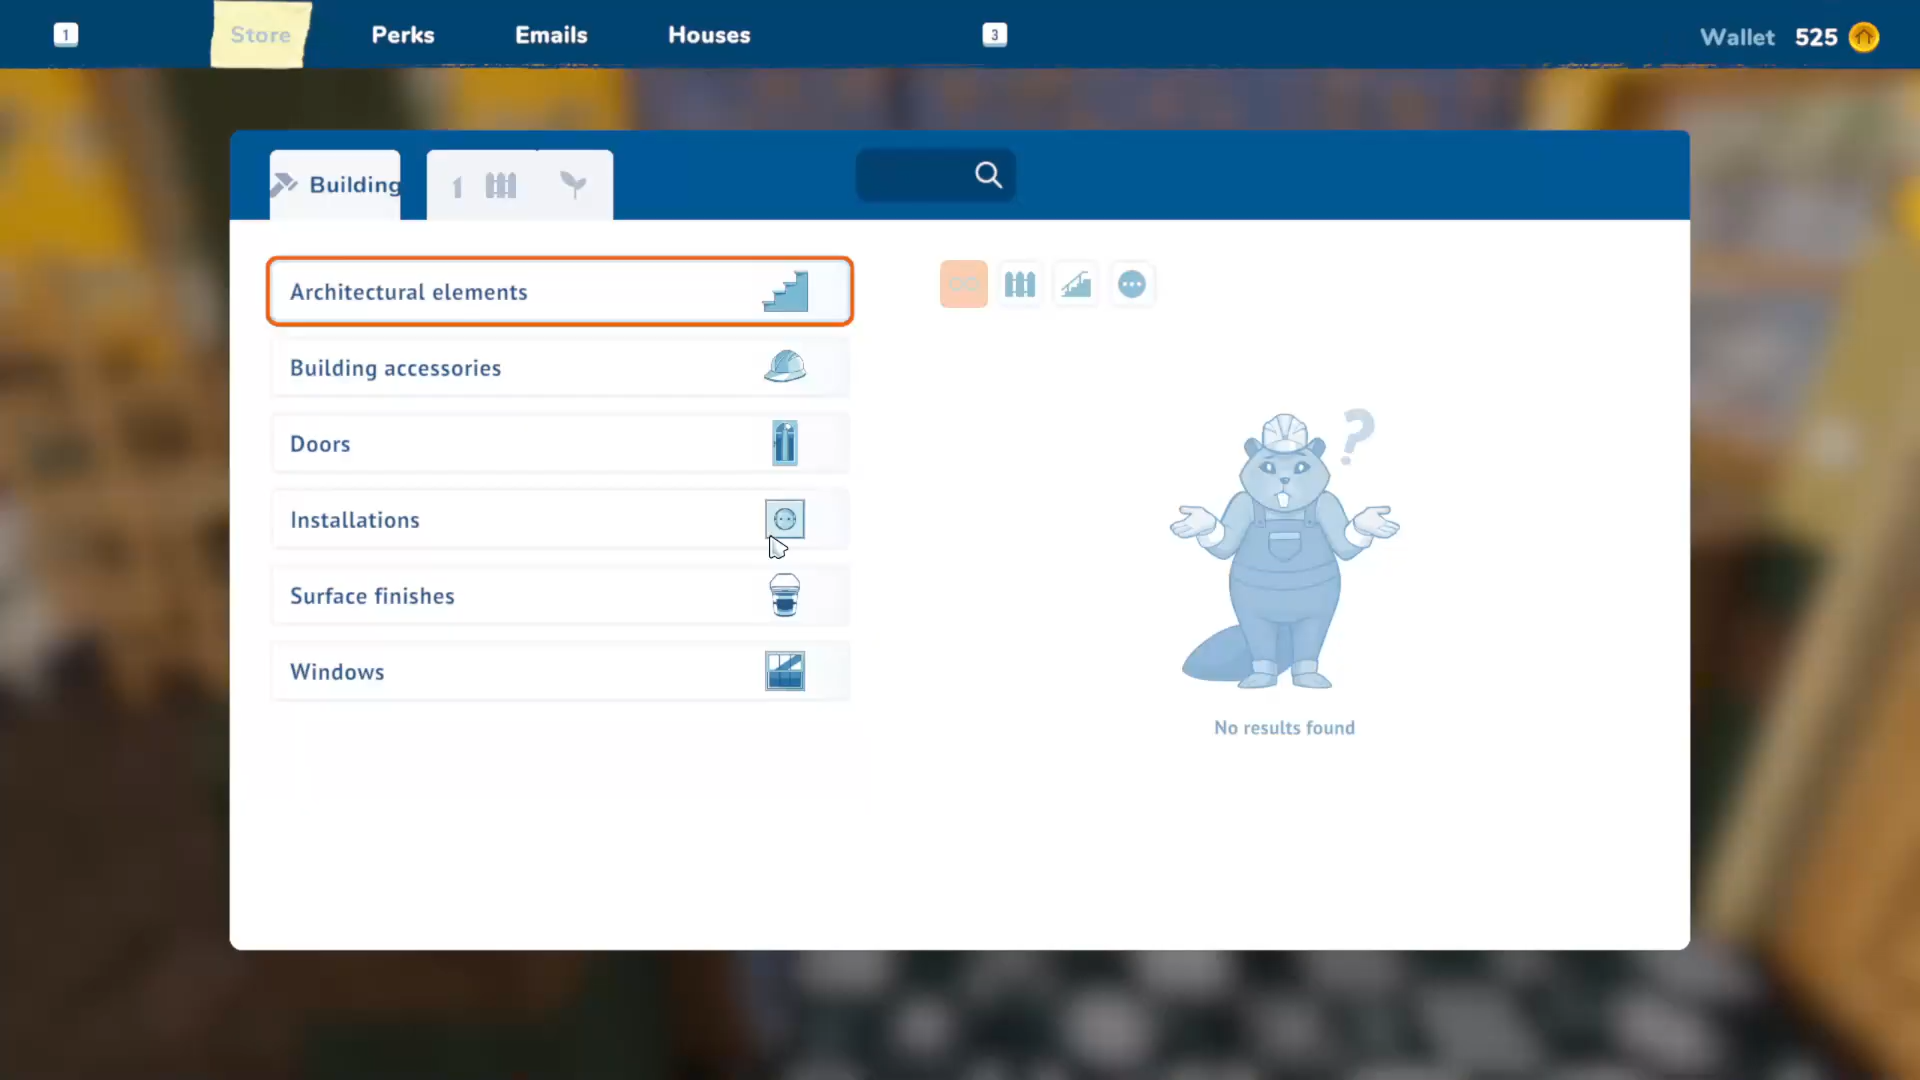 1
Store
Perks
Emails
Houses
3
Wallet 525
Building
1
Architectural elements
Building accessories
Doors
Installations
Surface finishes
Windows
?
No results found